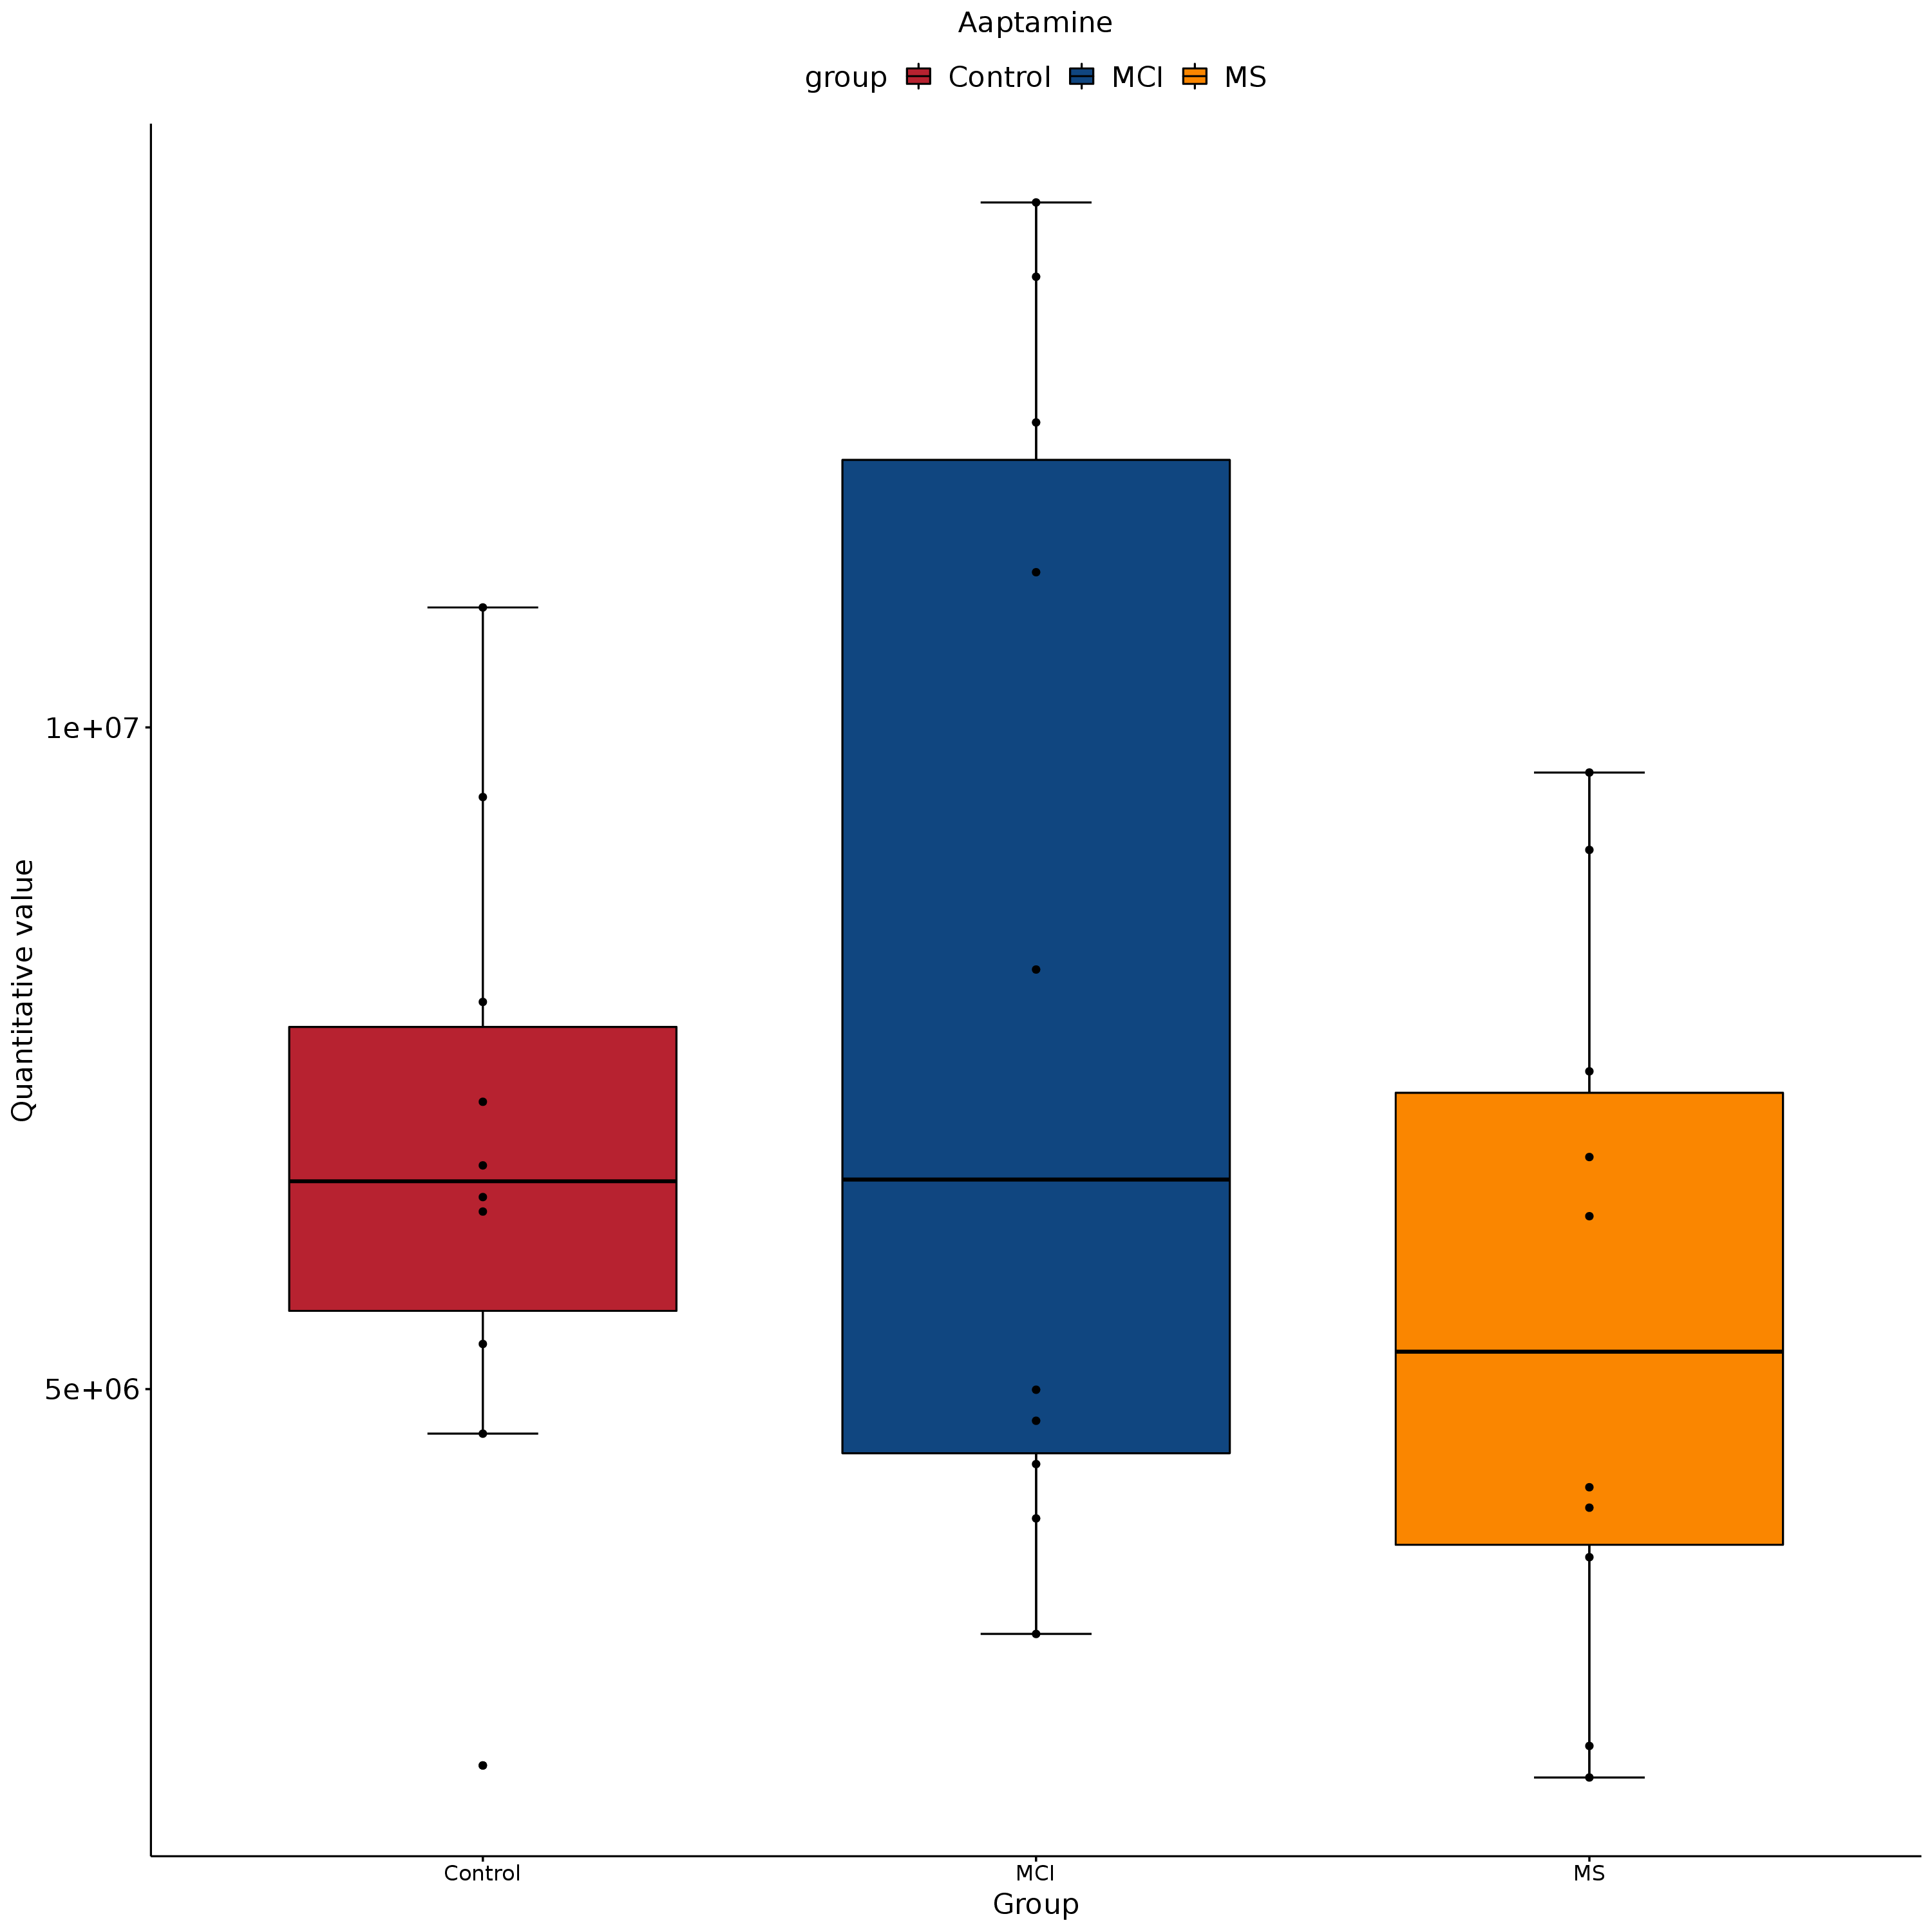 Aaptamine
group Control MCI MS
1e+07
5e+06
Quantitative value
Control MCI MS
Group